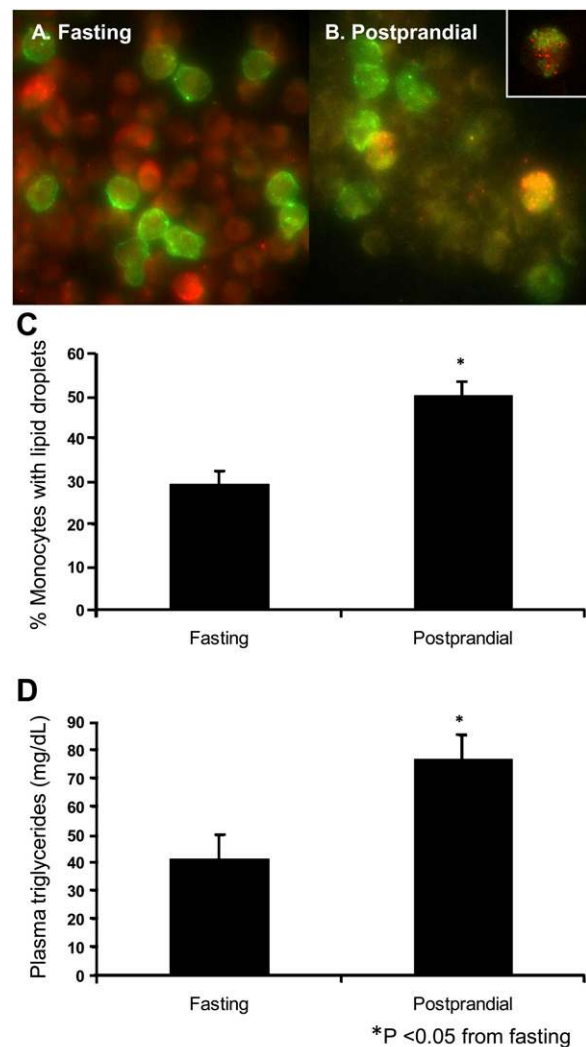 A. Fasting
B. Postprandial
C
% Monocytes with lipid droplets
60
50
40
30
20
10
0
*
Fasting
Postprandial
D
Plasma triglycerides (mg/dL)
90
80
70
60
50
40
30
20
10
0
*
Fasting
Postprandial
*P <0.05 from fasting